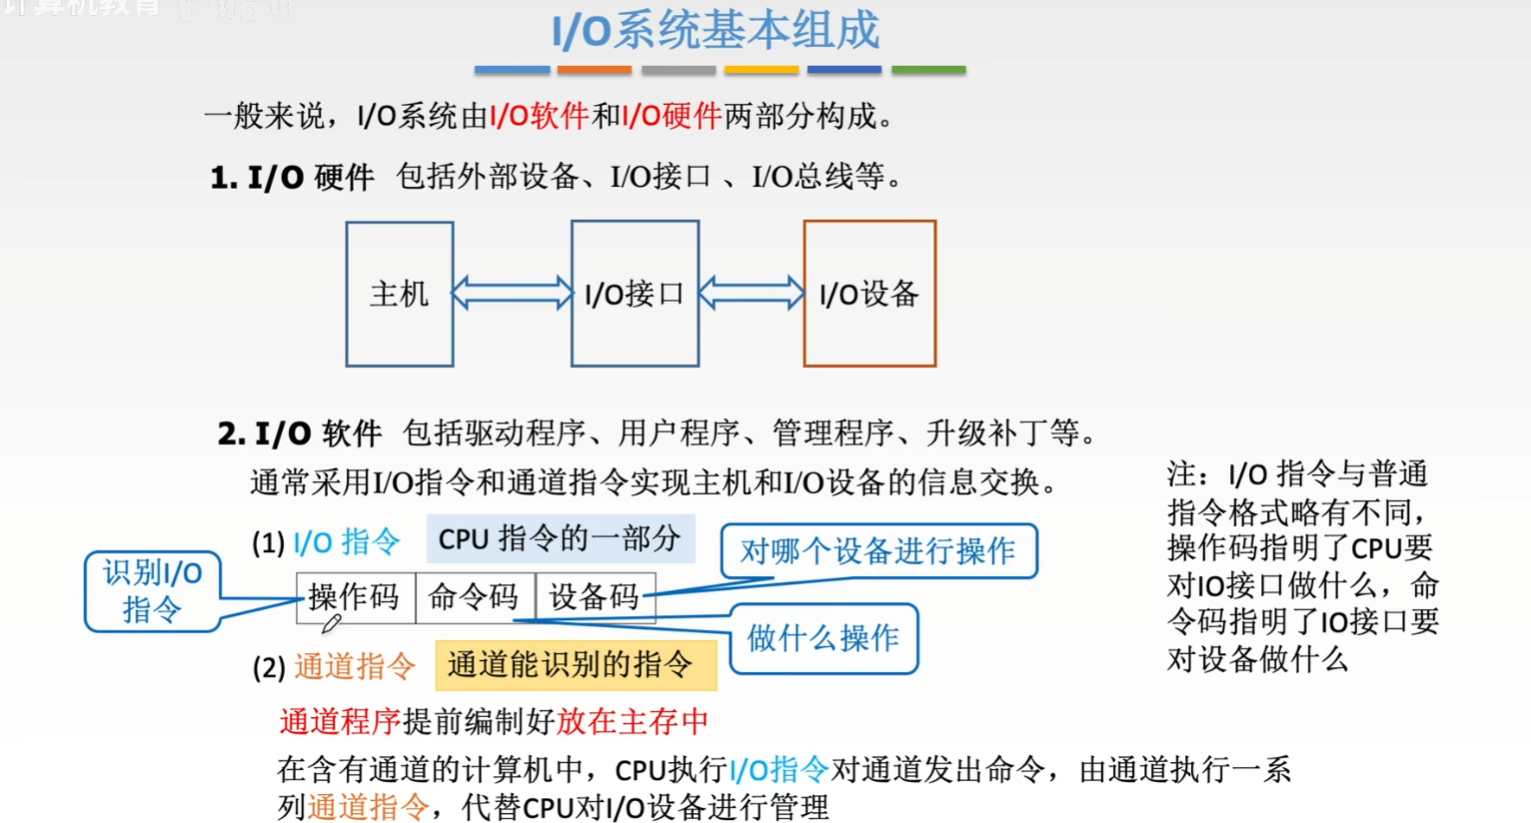 计算机教育
I/O系统基本组成
一般来说，I/O系统由I/O软件和I/O硬件两部分构成。
1. I/O 硬件 包括外部设备、I/O接口 、I/O总线等。
主机
I/O接口
I/O设备
2. I/O 软件 包括驱动程序、用户程序、管理程序、升级补丁等。
通常采用I/O指令和通道指令实现主机和I/O设备的信息交换。
(1) I/O 指令
CPU 指令的一部分
对哪个设备进行操作
识别I/O
指令
操作码
命令码
设备码
做什么操作
(2) 通道指令
通道能识别的指令
通道程序提前编制好放在主存中
在含有通道的计算机中，CPU执行I/O指令对通道发出命令，由通道执行一系
列通道指令，代替CPU对I/O设备进行管理
注：I/O 指令与普通
指令格式略有不同，
操作码指明了CPU要
对IO接口做什么，命
令码指明了IO接口要
对设备做什么